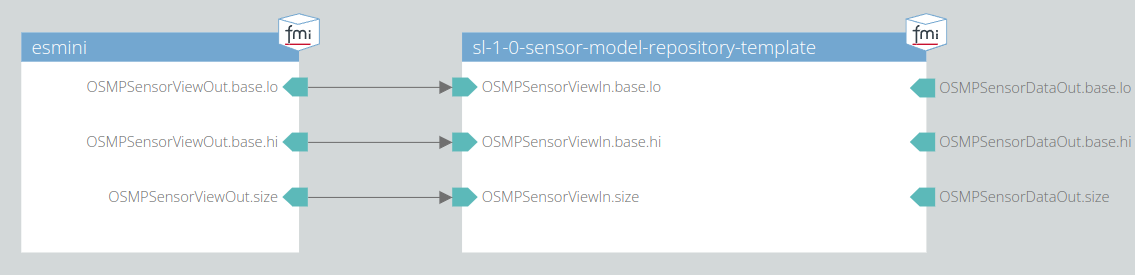 fmi
fmi
esmini
sl-1-0-sensor-model-repository-template
OSMPSensorViewOut.base.lo
OSMPSensorViewIn.base.lo
OSMPSensorDataOut.base.lo
OSMPSensorViewOut.base.hi
OSMPSensorViewIn.base.hi
OSMPSensorDataOut.base.hi
OSMPSensorViewOut.size
OSMPSensorViewIn.size
OSMPSensorDataOut.size